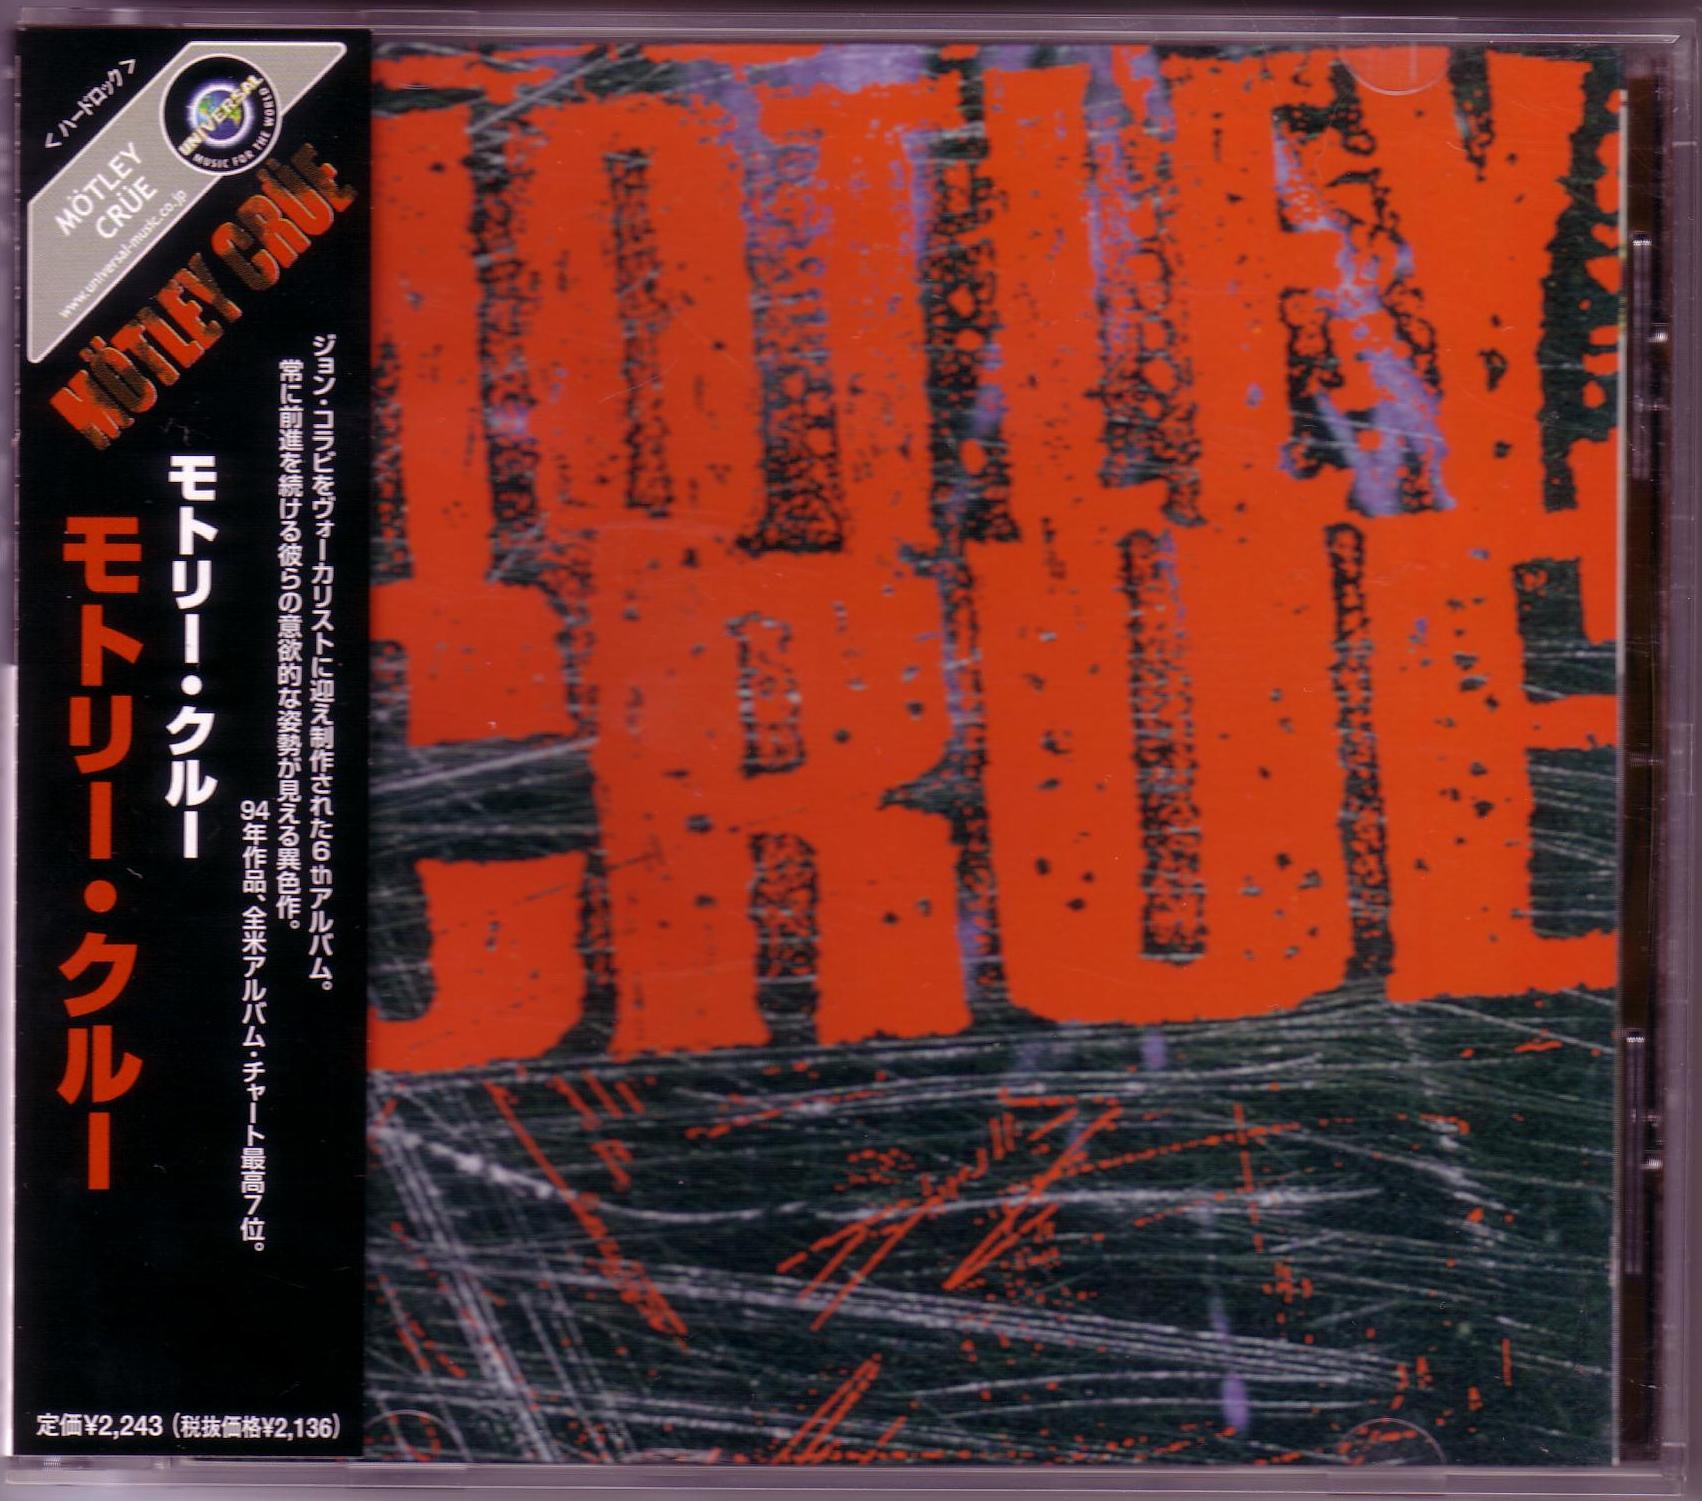 <ハードロック>
UNIVERSAL
MUSIC FOR THE WORLD
MÖTLEY
CRÜE
www.universal-music.co.jp
MÖTLEY CRÜE
ジョン・コラビをヴォーカリストに迎え制作された6thアルバム。
常に前進を続ける彼らの意欲的な姿勢が見える異色作。
94年作品、全米アルバム・チャート最高7位。
モトリー・クルー
モトリー・クルー
定価¥2,243(税抜価格¥2,136)
MÖTLEY
CRÜE